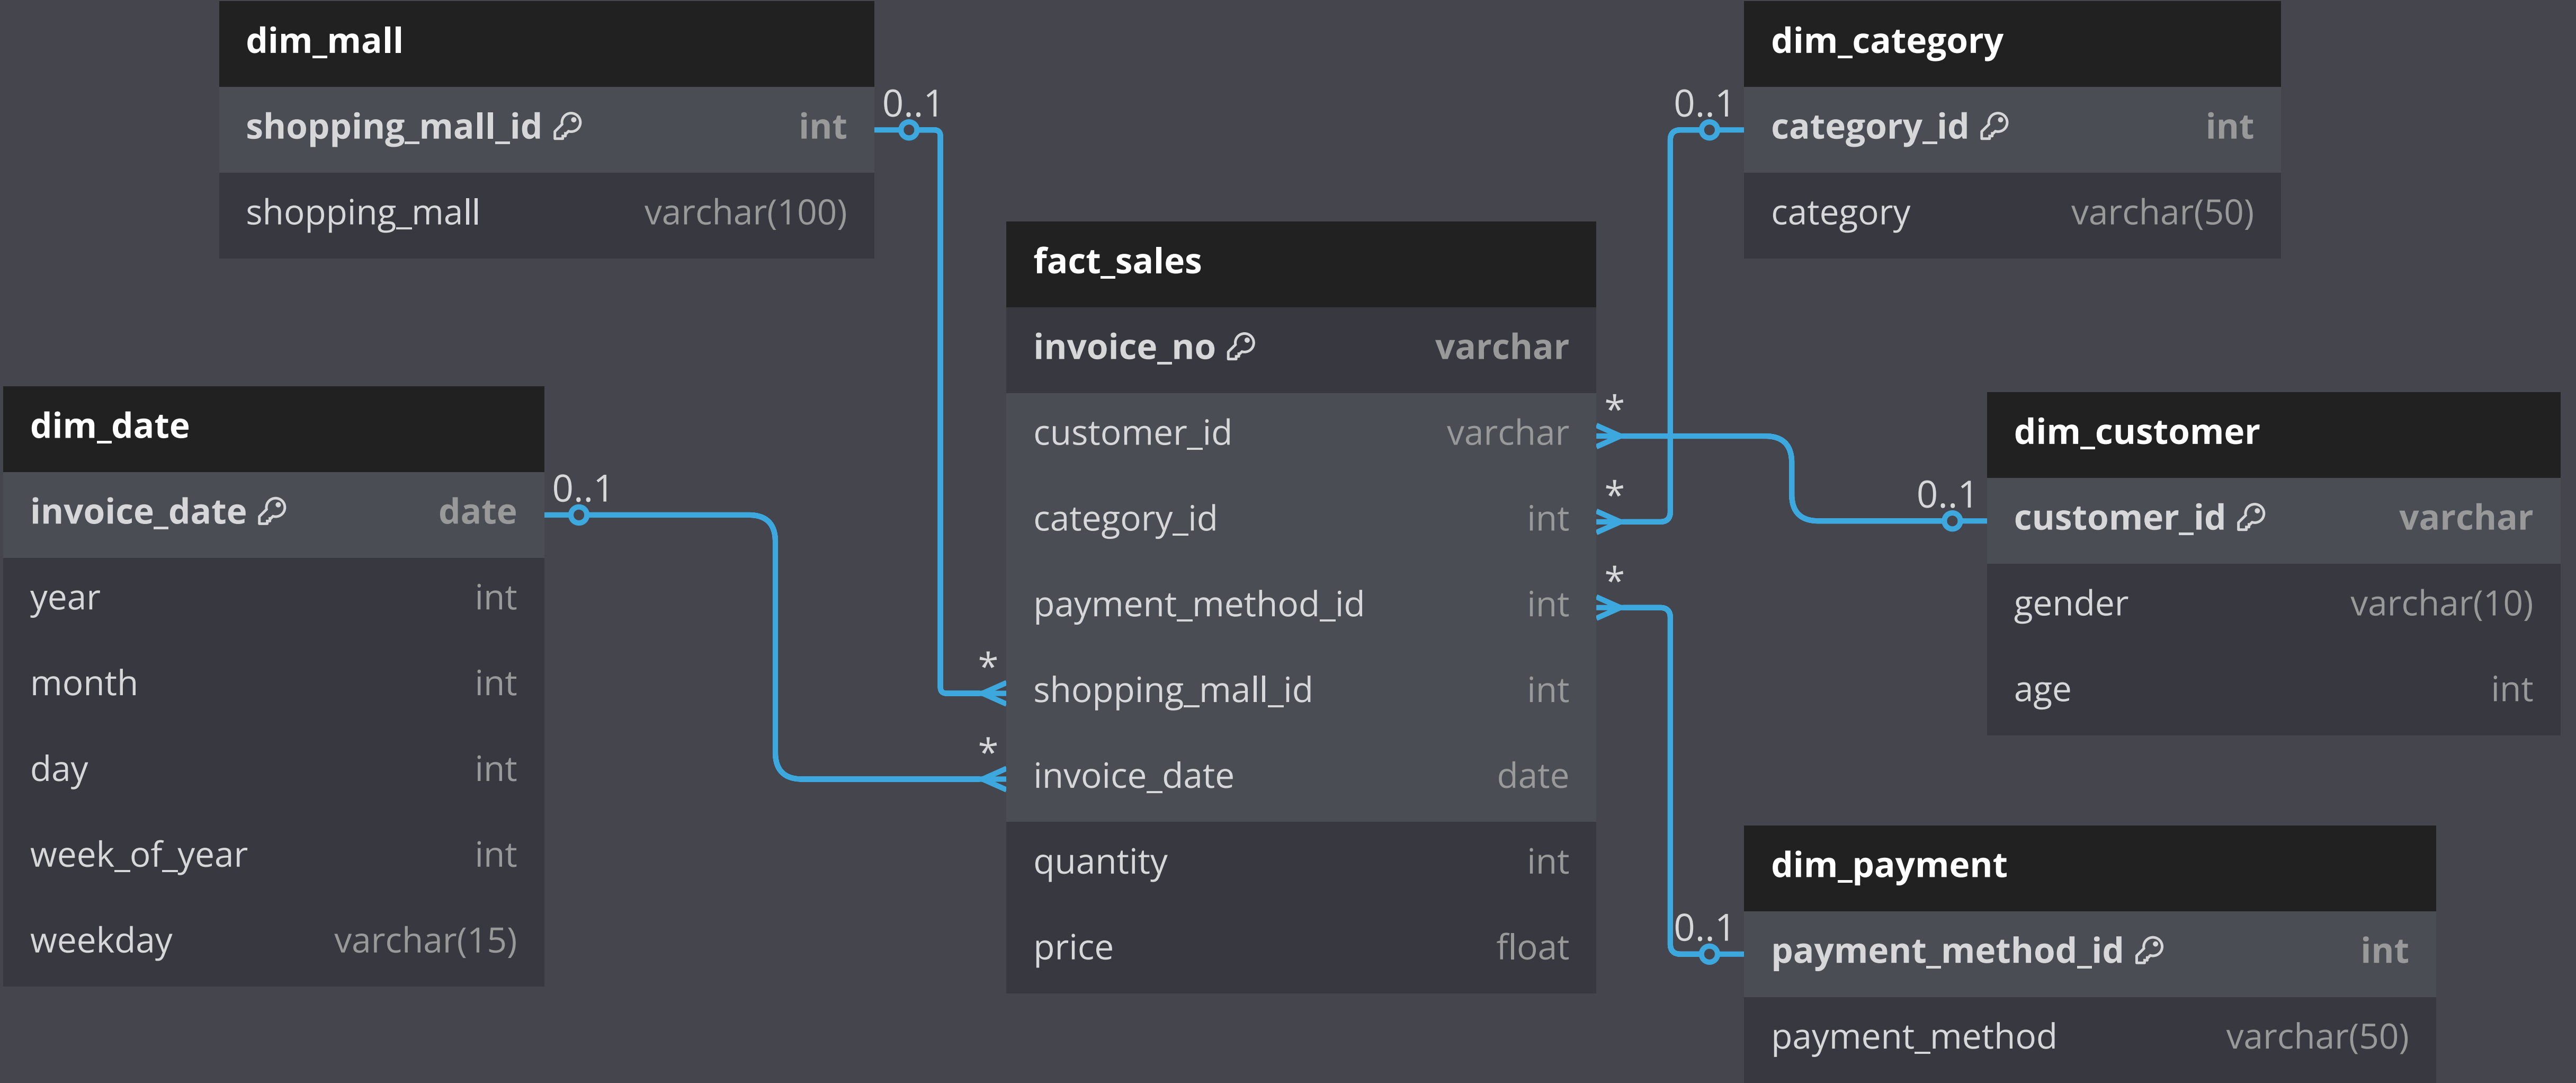 dim_mall
shopping_mall_id int
shopping_mall varchar(100)
0..1
dim_category
category_id int
category varchar(50)
0..1
fact_sales
invoice_no varchar
customer_id varchar
category_id int
payment_method_id int
shopping_mall_id int
invoice_date date
quantity int
price float
*
*
*
*
*
dim_date
invoice_date date
year int
month int
day int
week_of_year int
weekday varchar(15)
0..1
dim_customer
customer_id varchar
gender varchar(10)
age int
0..1
dim_payment
payment_method_id int
payment_method varchar(50)
0..1